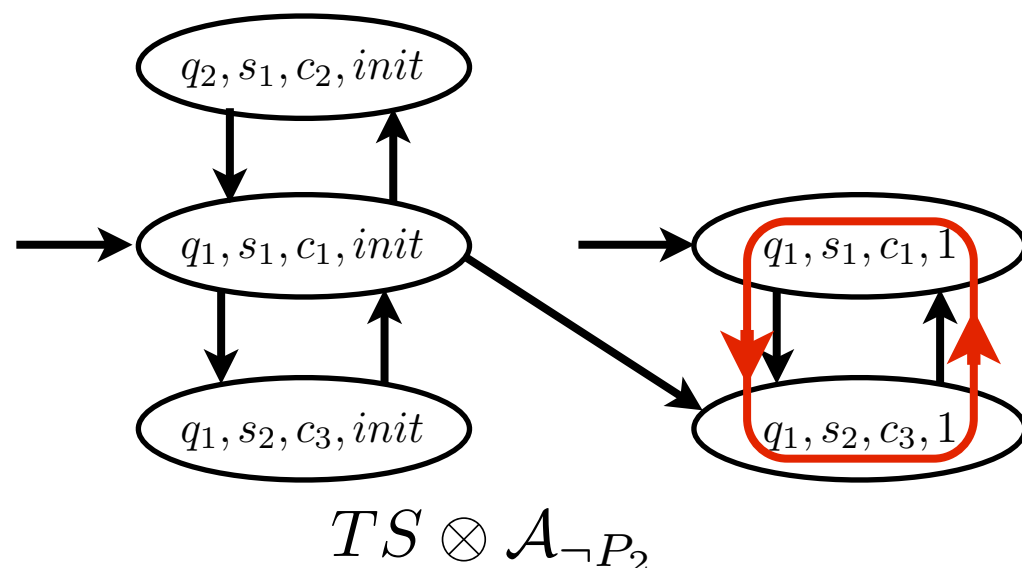 q₂, s₁, c₂, init
q₁, s₁, c₁, init
q₁, s₁, c₁, 1
q₁, s₂, c₃, init
q₁, s₂, c₃, 1
TS ⊗ 𝒜_{¬P₂}